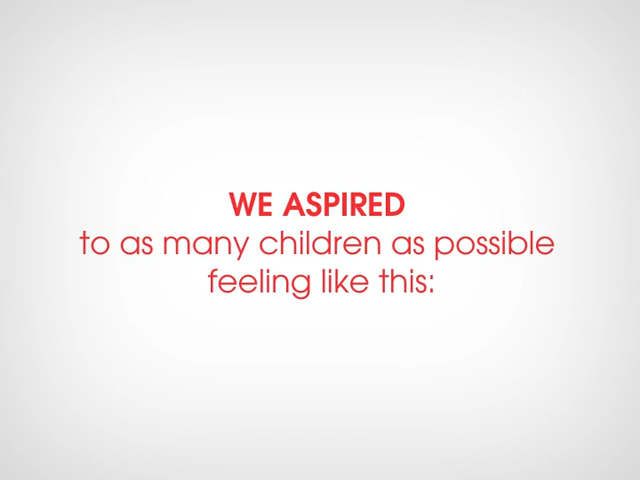 WE ASPIRED
to as many children as possible
feeling like this: